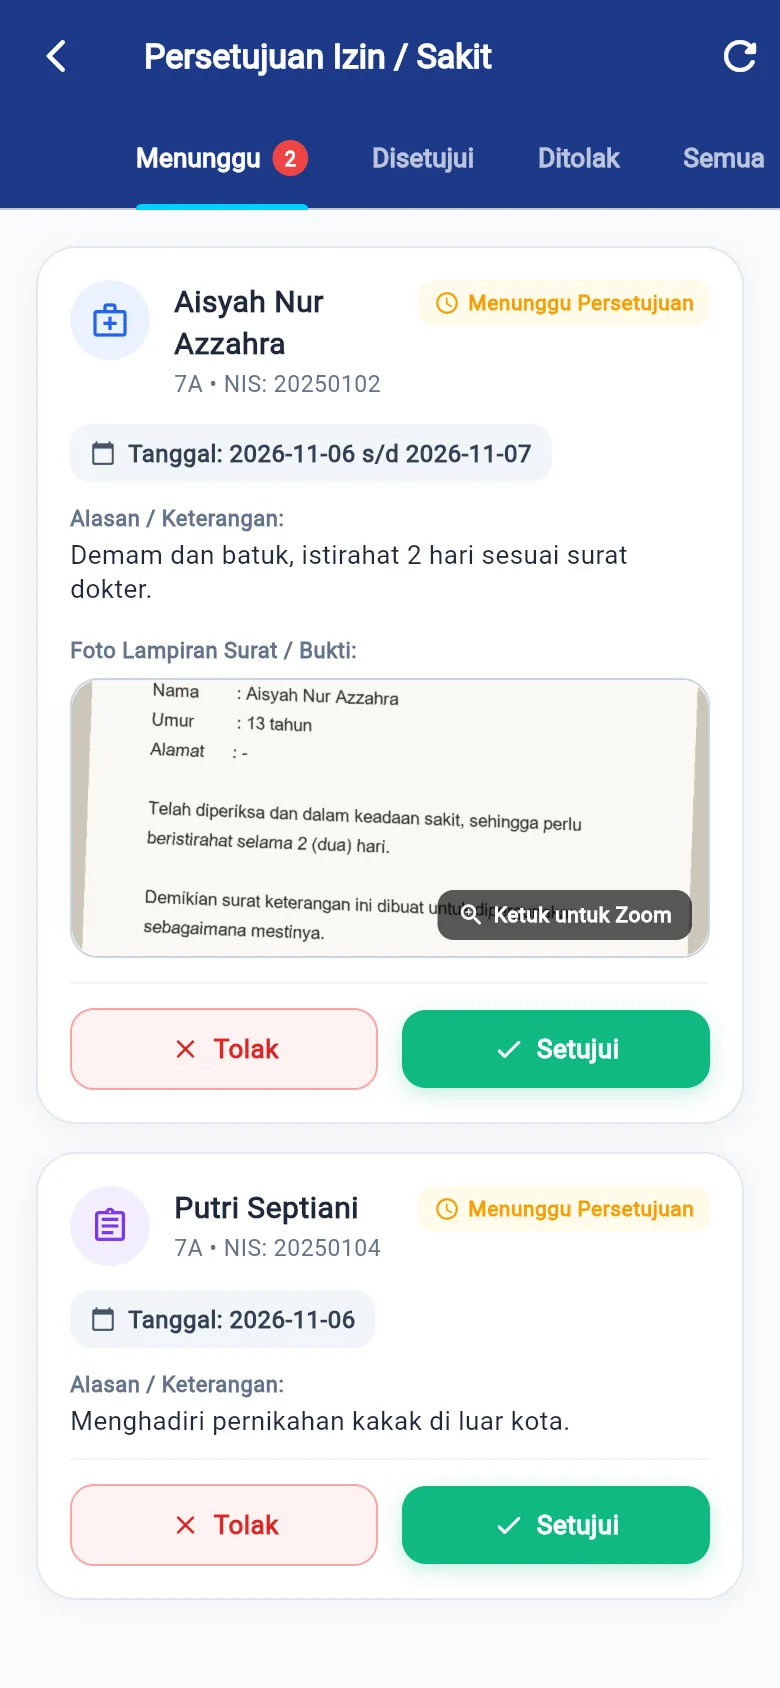 Persetujuan Izin / Sakit
Menunggu 2
Disetujui
Ditolak
Semua
Aisyah Nur
Azzahra
Menunggu Persetujuan
7A • NIS: 20250102
Tanggal: 2026-11-06 s/d 2026-11-07
Alasan / Keterangan:
Demam dan batuk, istirahat 2 hari sesuai surat
dokter.
Foto Lampiran Surat / Bukti:
Nama : Aisyah Nur Azzahra
Umur : 13 tahun
Alamat : -
Telah diperiksa dan dalam keadaan sakit, sehingga perlu
beristirahat selama 2 (dua) hari.
Demikian surat keterangan ini dibuat untuk
sebagaimana mestinya.
Ketuk untuk Zoom
Tolak
Setujui
Putri Septiani
Menunggu Persetujuan
7A • NIS: 20250104
Tanggal: 2026-11-06
Alasan / Keterangan:
Menghadiri pernikahan kakak di luar kota.
Tolak
Setujui